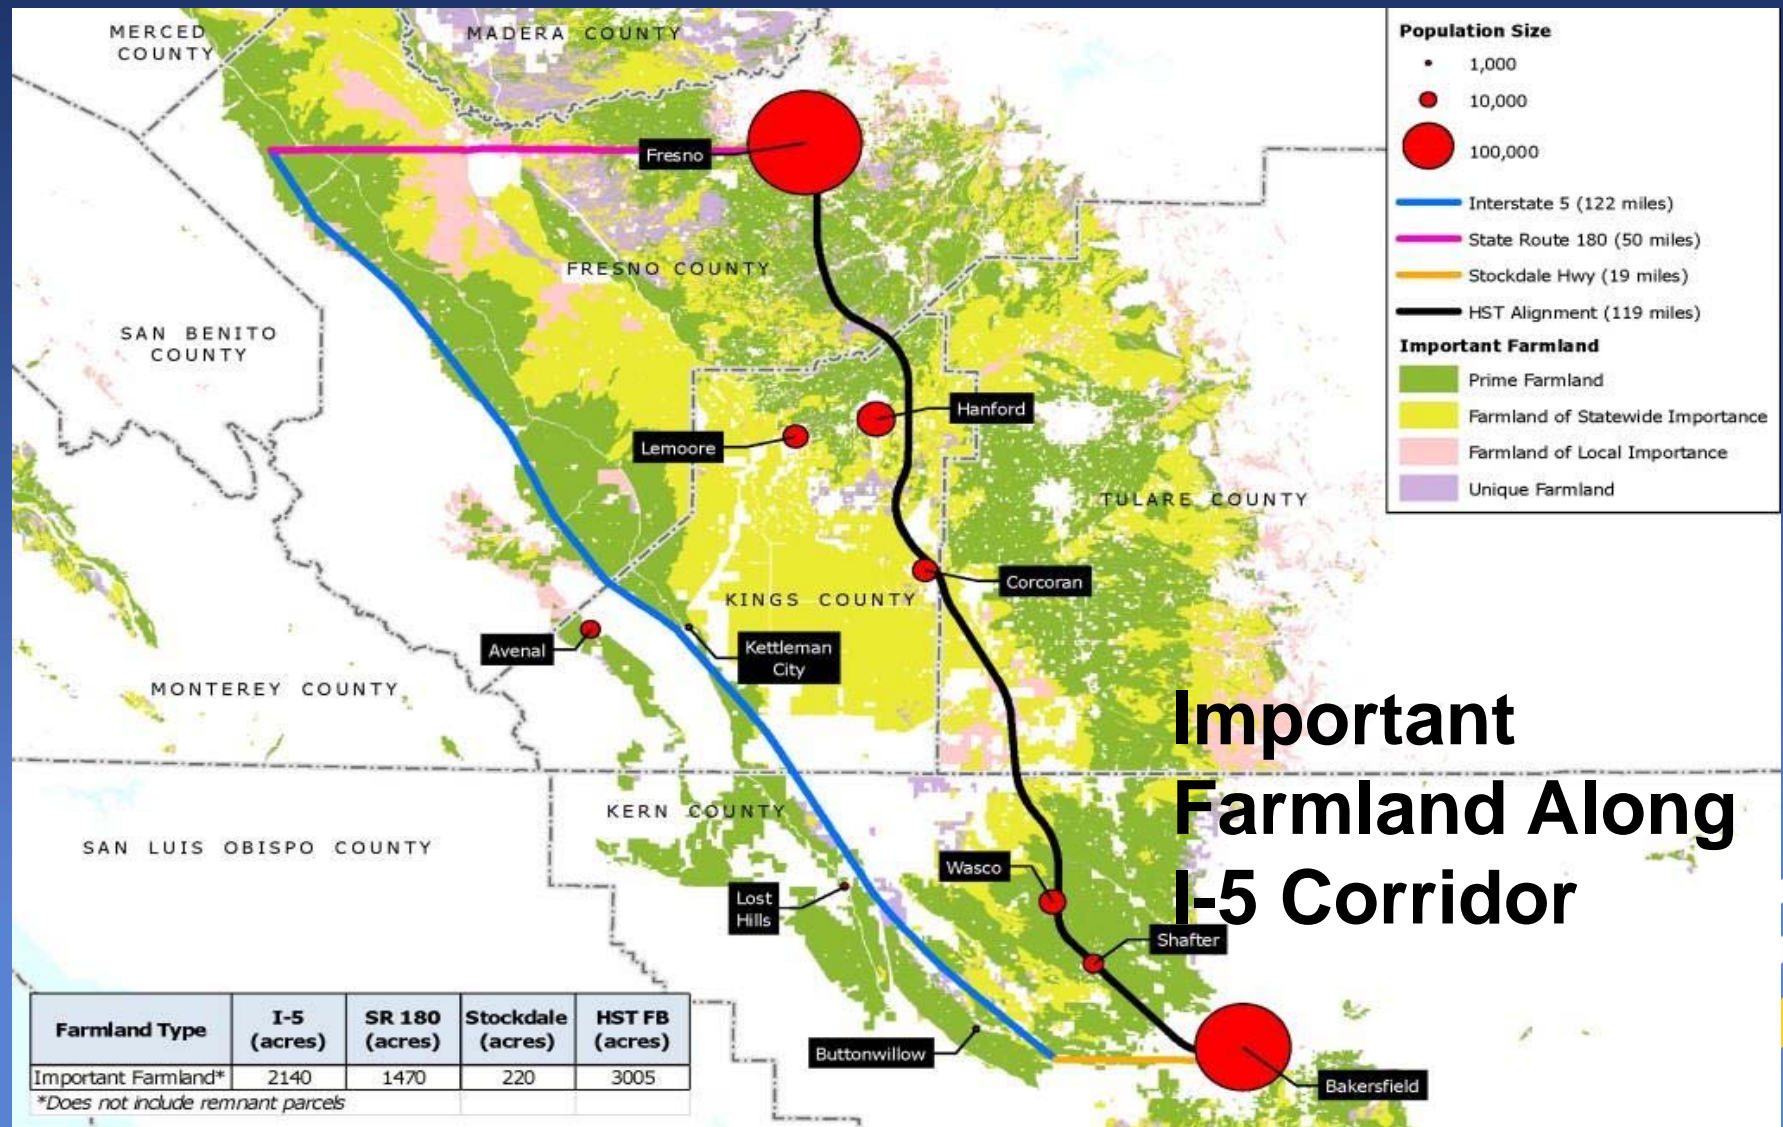 MERCED
COUNTY
MADERA COUNTY
Fresno
FRESNO COUNTY
SAN BENITO
COUNTY
Hanford
Lemoore
TULARE COUNTY
Corcoran
KINGS COUNTY
Avenal
Kettleman
City
MONTEREY COUNTY
Important
Farmland Along
I-5 Corridor
KERN COUNTY
SAN LUIS OBISPO COUNTY
Wasco
Lost
Hills
Shafter
Buttonwillow
Bakersfield
Population Size
1,000
10,000
100,000
Interstate 5 (122 miles)
State Route 180 (50 miles)
Stockdale Hwy (19 miles)
HST Alignment (119 miles)
Important Farmland
Prime Farmland
Farmland of Statewide Importance
Farmland of Local Importance
Unique Farmland
Farmland Type I-5 (acres) SR 180 (acres) Stockdale (acres) HST FB (acres)
Important Farmland* 2140 1470 220 3005
*Does not include remnant parcels